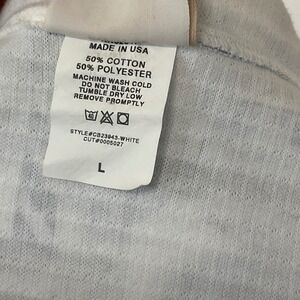 MADE IN USA
50% COTTON
50% POLYESTER
MACHINE WASH COLD
DO NOT BLEACH
TUMBLE DRY LOW
REMOVE PROMPTLY
STYLE#CB23943-WHITE
CUT#0005027
L